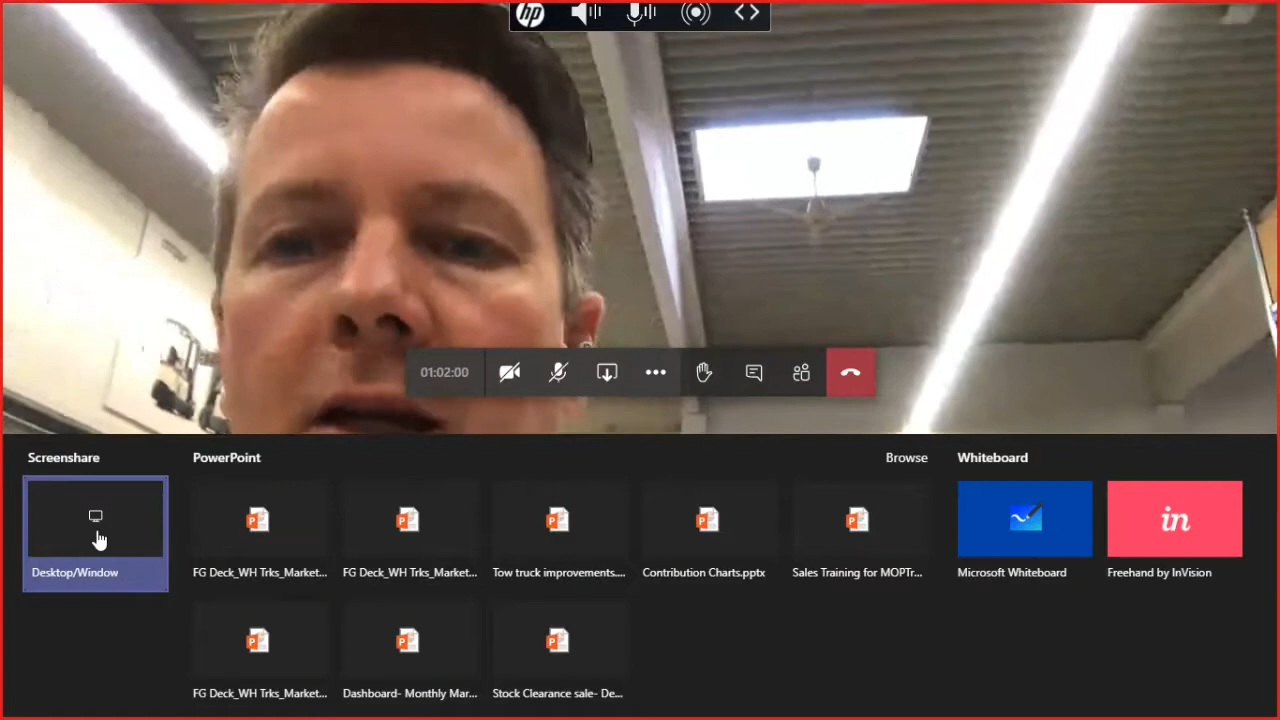 hp
01:02:00
Screenshare
PowerPoint
Browse
Whiteboard
in
Desktop/Window
FG Deck_WH Trks_Market...
FG Deck_WH Trks_Market...
Tow truck improvements....
Contribution Charts.pptx
Sales Training for MOPTr...
Microsoft Whiteboard
Freehand by InVision
FG Deck_WH Trks_Market...
Dashboard- Monthly Mar...
Stock Clearance sale- De...